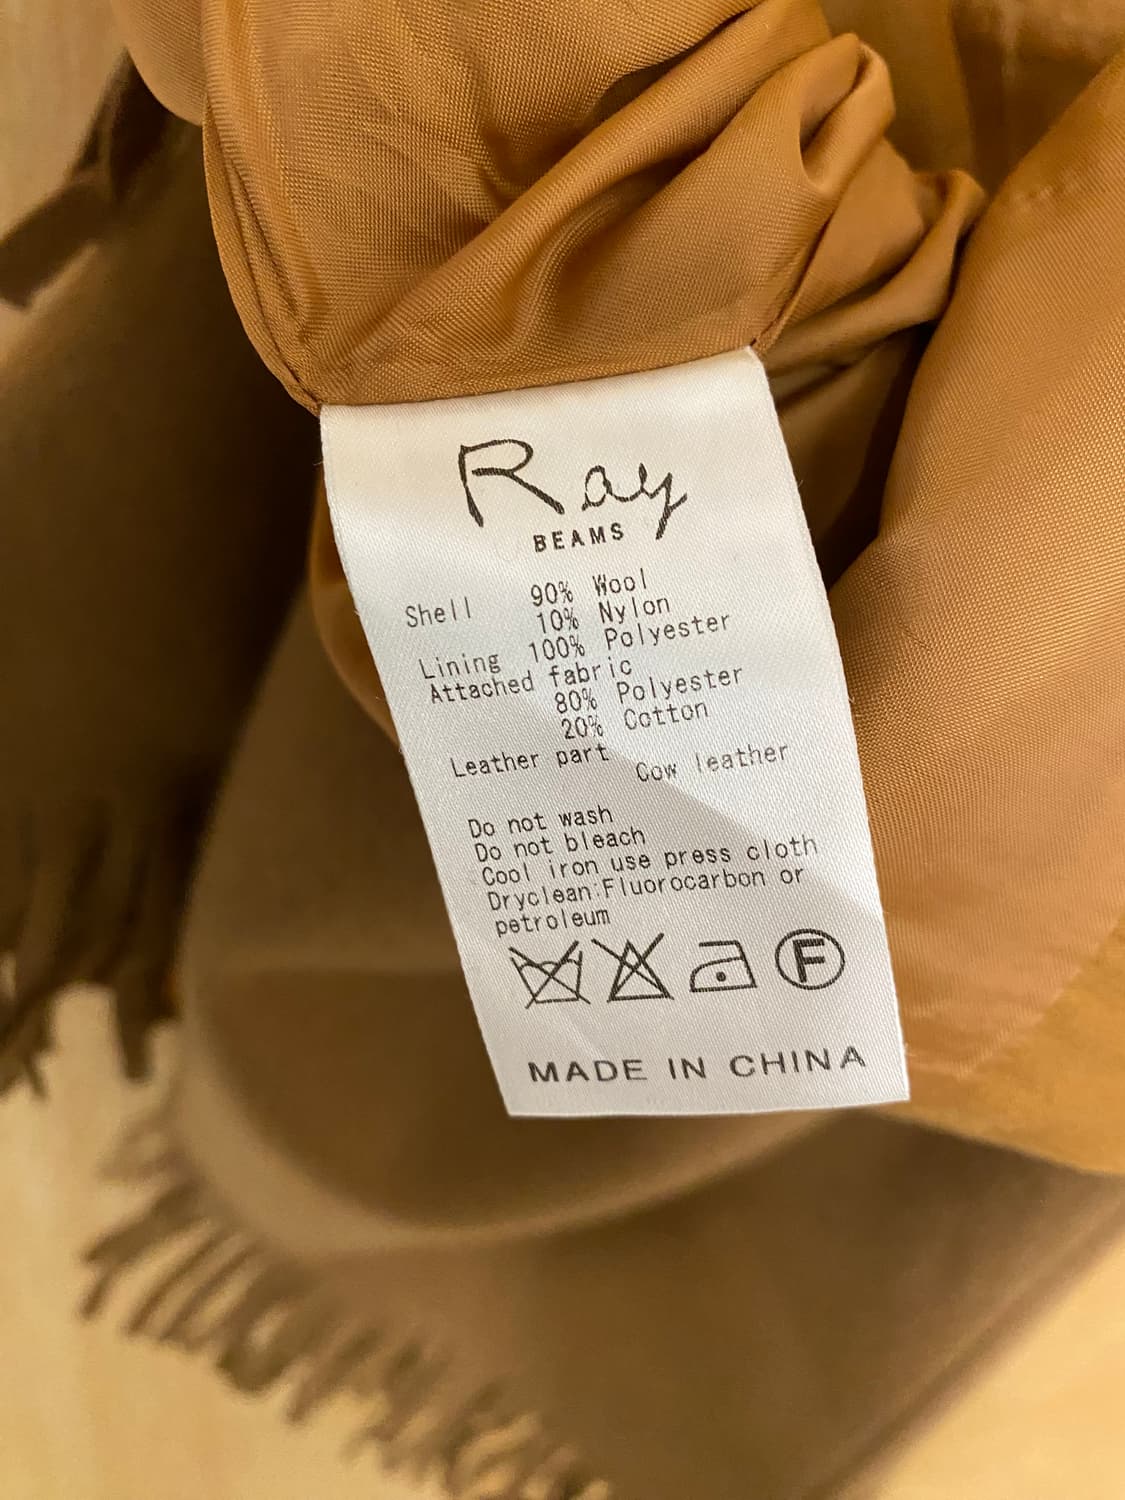 Ray
BEAMS
Shell 90% Wool
10% Nylon
Lining 100% Polyester
Attached fabric
80% Polyester
20% Cotton
Leather part
Cow leather
Do not wash
Do not bleach
Cool iron use press cloth
Dryclean:Fluorocarbon or
petroleum
F
MADE IN CHINA